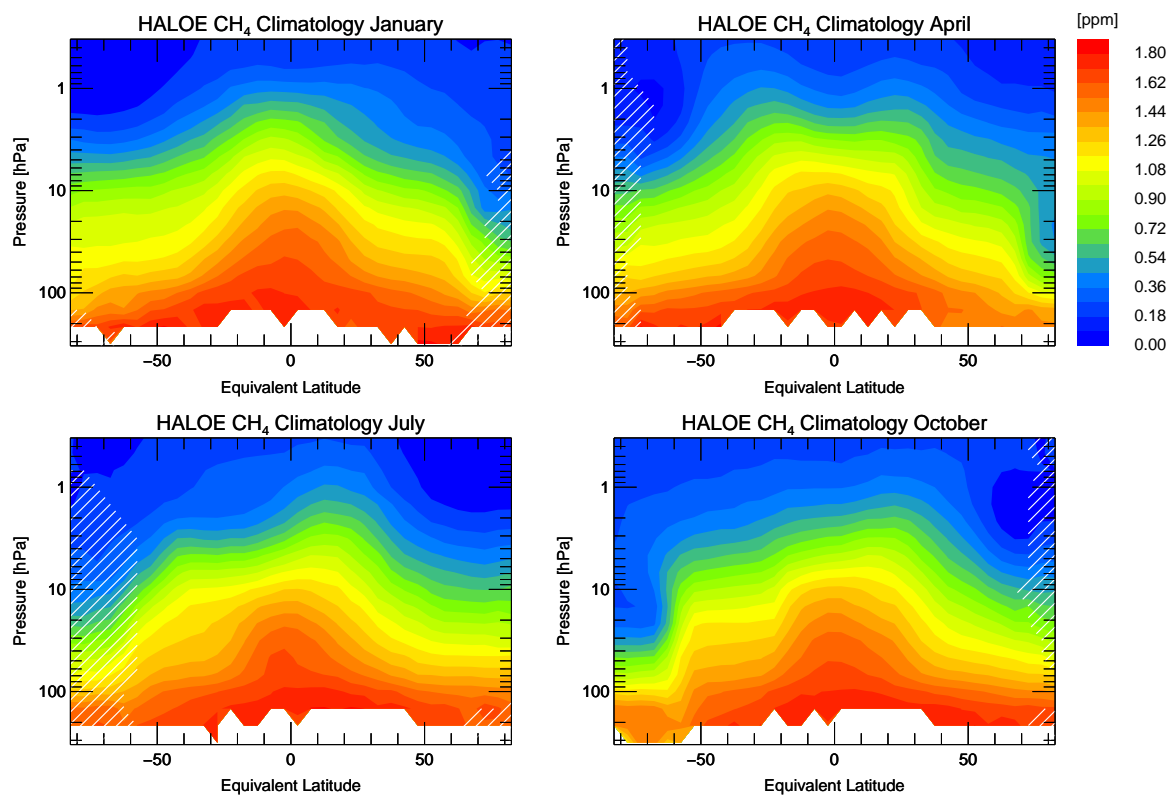 HALOE CH4 Climatology January
HALOE CH4 Climatology April
[ppm]
1
10
100
Pressure [hPa]
−50 0 50
Equivalent Latitude
1
10
100
Pressure [hPa]
−50 0 50
Equivalent Latitude
1.80
1.62
1.44
1.26
1.08
0.90
0.72
0.54
0.36
0.18
0.00
HALOE CH4 Climatology July
HALOE CH4 Climatology October
1
10
100
Pressure [hPa]
−50 0 50
Equivalent Latitude
1
10
100
Pressure [hPa]
−50 0 50
Equivalent Latitude